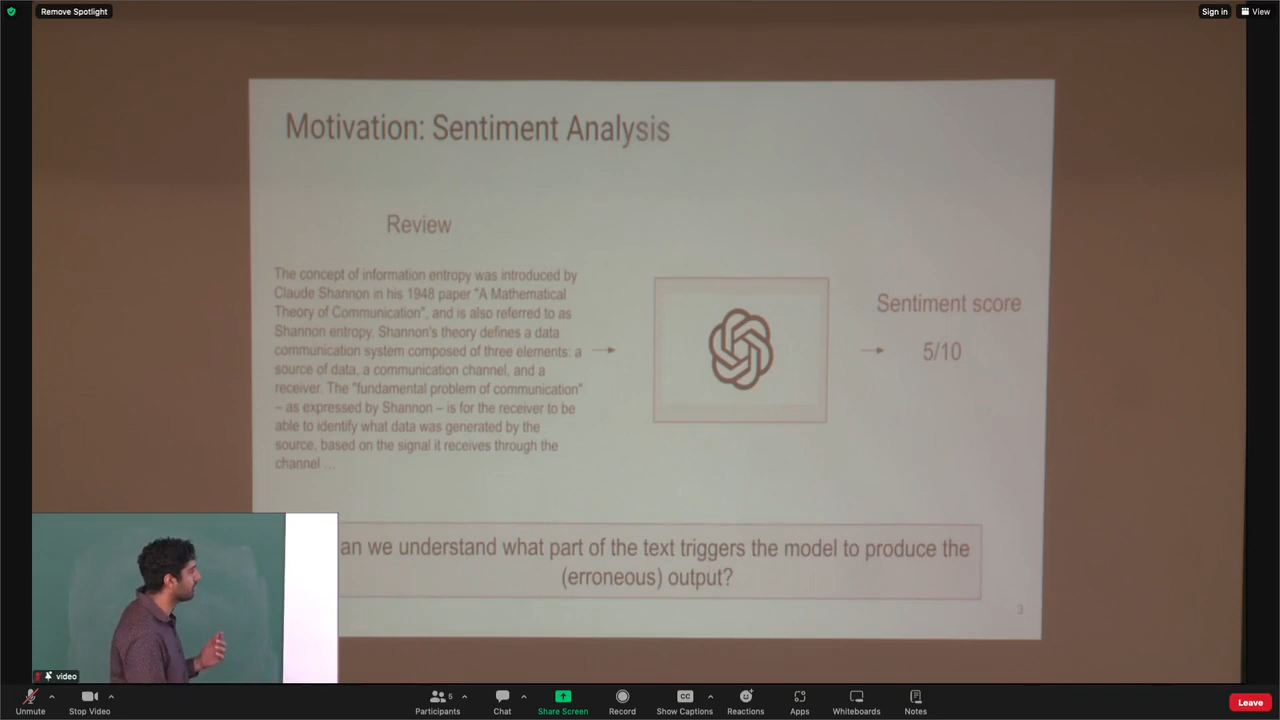 Remove Spotlight
Sign in
View
Motivation: Sentiment Analysis
Review
The concept of information entropy was introduced by
Claude Shannon in his 1948 paper "A Mathematical
Theory of Communication", and is also referred to as
Shannon entropy. Shannon's theory defines a data
communication system composed of three elements: a
source of data, a communication channel, and a
receiver. The "fundamental problem of communication"
– as expressed by Shannon – is for the receiver to be
able to identify what data was generated by the
source, based on the signal it receives through the
channel ...
Sentiment score
5/10
an we understand what part of the text triggers the model to produce the
(erroneous) output?
3
video
Unmute
Stop Video
Participants
5
Chat
Share Screen
Record
CC
Show Captions
Reactions
Apps
Whiteboards
Notes
Leave